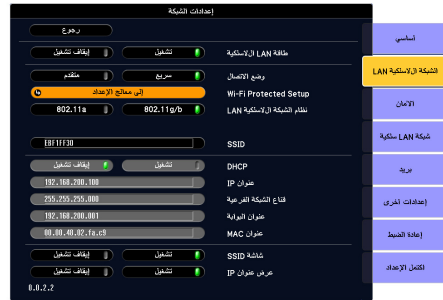 إعدادات الشبكة
رجوع
طاقة LAN اللاسلكية
تشغيل
إيقاف تشغيل
وضع الاتصال
سريع
متقدم
Wi-Fi Protected Setup
إلى معالج الإعداد
نظام الشبكة اللاسلكية LAN
802.11g/b
802.11a
SSID
EBF1FF30
DHCP
تشغيل
إيقاف تشغيل
عنوان IP
192.168.200.100
قناع الشبكة الفرعية
255.255.255.000
عنوان البوابة
192.168.200.001
عنوان MAC
00.00.48.02.fa.c9
شاشة SSID
تشغيل
إيقاف تشغيل
عرض عنوان IP
تشغيل
إيقاف تشغيل
0.0.2.2
أساسي
الشبكة اللاسلكية LAN
الأمان
شبكة LAN سلكية
بريد
إعدادات أخرى
إعادة الضبط
اكتمل الإعداد